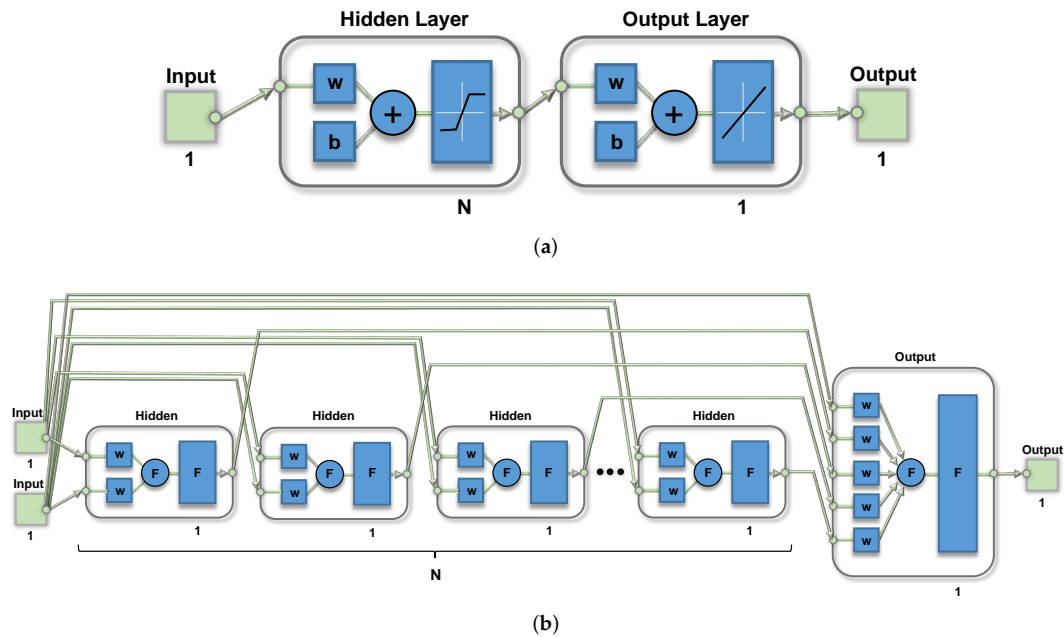 Hidden Layer
Output Layer
Input
Output
w
w
+
+
b
b
1
1
N
1
(a)
Output
Input
Hidden
Hidden
Hidden
Hidden
w
w
w
w
w
w
w
w
w
w
w
w
w
F
F
F
F
F
F
F
F
F
F
Output
1
Input
1
1
1
1
1
1
1
N
(b)